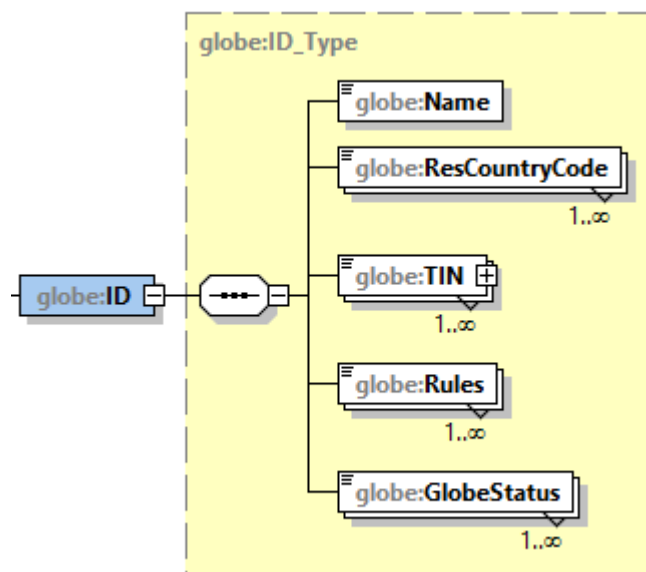 globe:ID_Type
globe:Name
globe:ResCountryCode
1..∞
globe:ID
globe:TIN
1..∞
globe:Rules
1..∞
globe:GlobeStatus
1..∞